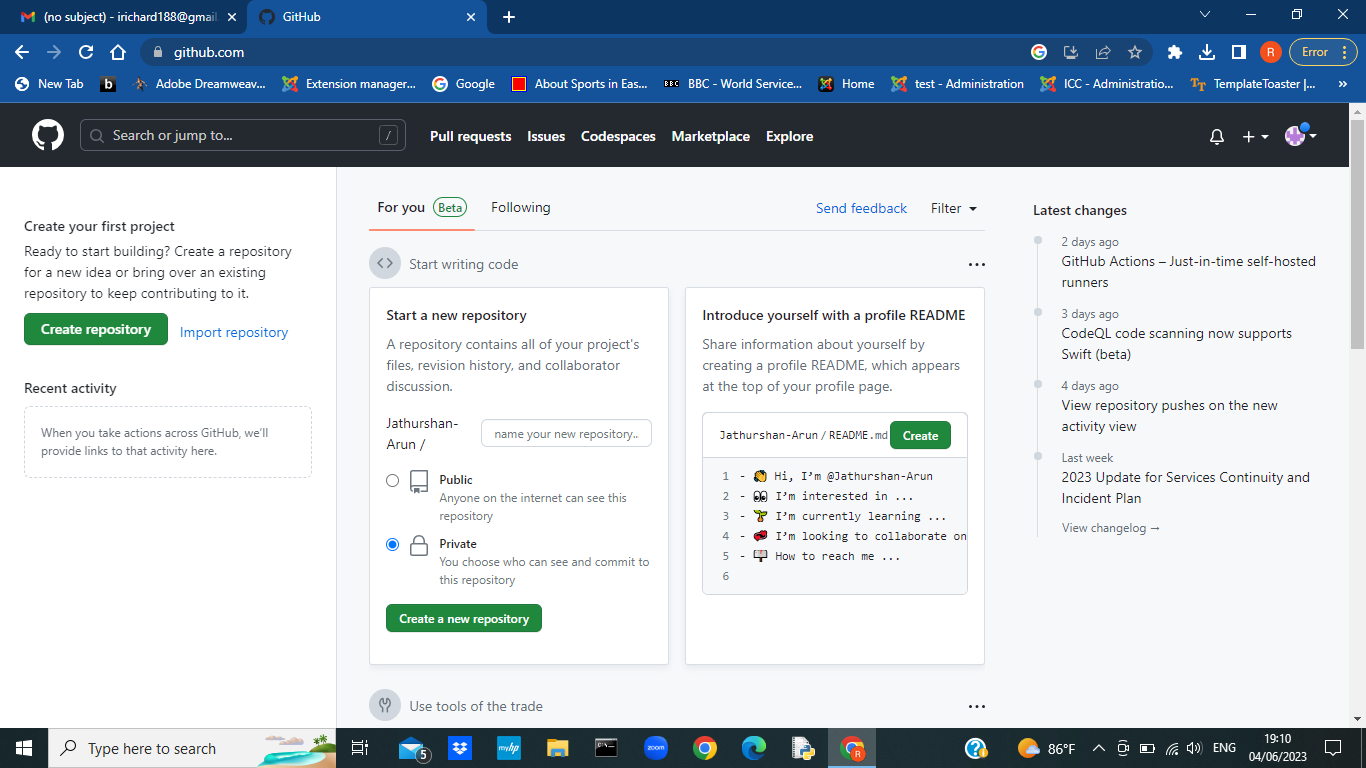 (no subject) - irichard188@gmail.
GitHub
github.com
R
Error
New Tab
b
Adobe Dreamweav...
Extension manager...
Google
About Sports in Eas...
BBC
BBC - World Service...
Home
test - Administration
ICC - Administratio...
TemplateToaster |...
»
Search or jump to...
/
Pull requests
Issues
Codespaces
Marketplace
Explore
Create your first project
Ready to start building? Create a repository
for a new idea or bring over an existing
repository to keep contributing to it.
Create repository
Import repository
Recent activity
When you take actions across GitHub, we'll
provide links to that activity here.
For you
Beta
Following
Send feedback
Filter
Start writing code
Start a new repository
A repository contains all of your project's
files, revision history, and collaborator
discussion.
Jathurshan-
Arun /
name your new repository...
Public
Anyone on the internet can see this
repository
Private
You choose who can see and commit to
this repository
Create a new repository
Introduce yourself with a profile README
Share information about yourself by
creating a profile README, which appears
at the top of your profile page.
Jathurshan-Arun / README.md
Create
1 - 👋 Hi, I'm @Jathurshan-Arun
2 - 👀 I'm interested in ...
3 - 🌱 I'm currently learning ...
4 - 💞️ I'm looking to collaborate on
5 - 📫 How to reach me ...
6
Use tools of the trade
Latest changes
2 days ago
GitHub Actions – Just-in-time self-hosted
runners
3 days ago
CodeQL code scanning now supports
Swift (beta)
4 days ago
View repository pushes on the new
activity view
Last week
2023 Update for Services Continuity and
Incident Plan
View changelog →
Type here to search
5
myhp
zoom
R
86°F
ENG
19:10
04/06/2023